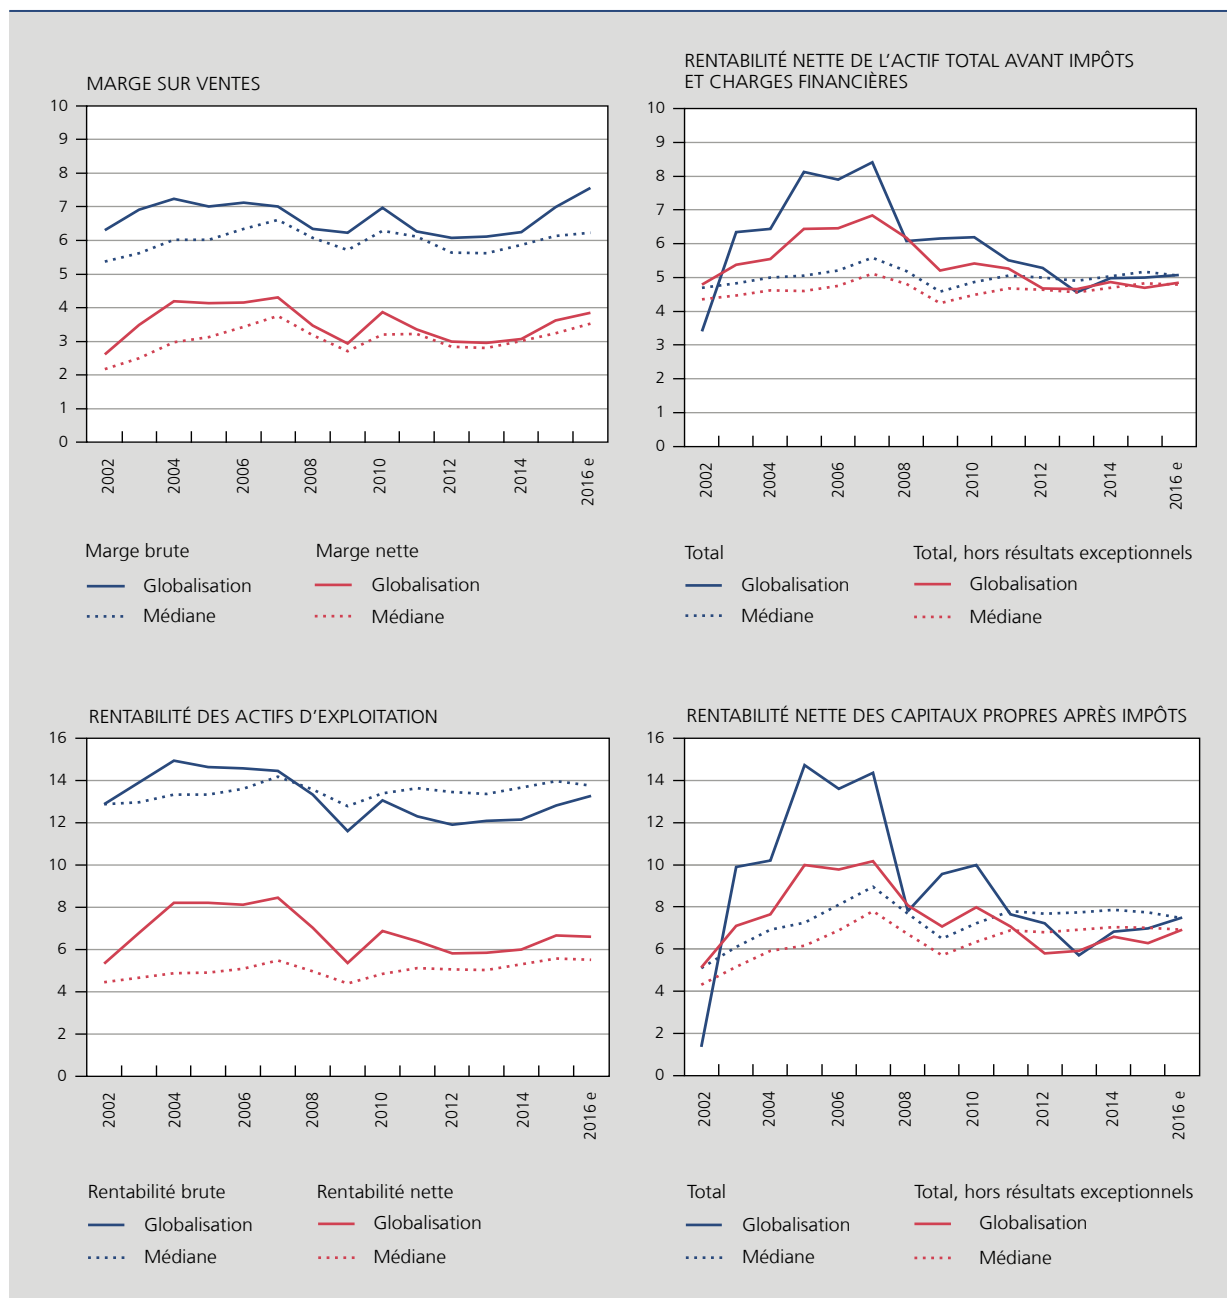 MARGE SUR VENTES
10
9
8
7
6
5
4
3
2
1
0
2002
2004
2006
2008
2010
2012
2014
2016 e
Marge brute
Marge nette
Globalisation
Globalisation
Médiane
Médiane
RENTABILITÉ NETTE DE L’ACTIF TOTAL AVANT IMPÔTS
ET CHARGES FINANCIÈRES
10
9
8
7
6
5
4
3
2
1
0
2002
2004
2006
2008
2010
2012
2014
2016 e
Total
Total, hors résultats exceptionnels
Globalisation
Globalisation
Médiane
Médiane
RENTABILITÉ DES ACTIFS D’EXPLOITATION
16
14
12
10
8
6
4
2
0
2002
2004
2006
2008
2010
2012
2014
2016 e
Rentabilité brute
Rentabilité nette
Globalisation
Globalisation
Médiane
Médiane
RENTABILITÉ NETTE DES CAPITAUX PROPRES APRÈS IMPÔTS
16
14
12
10
8
6
4
2
0
2002
2004
2006
2008
2010
2012
2014
2016 e
Total
Total, hors résultats exceptionnels
Globalisation
Globalisation
Médiane
Médiane